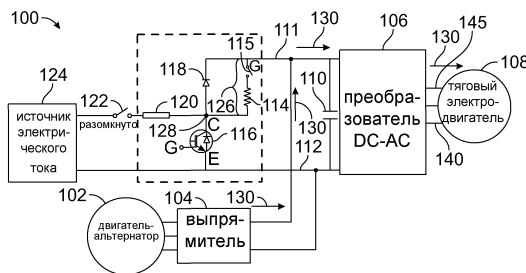 100
124
122
источник
электри
ческого
тока
разомкнуто
118
120
126
128
115
G
114
C
116
G
E
111
130
110
130
112
106
преобра-
зователь
DC-AC
130
145
108
тяговый
электро-
двигатель
140
102
двигатель-
альтернатор
104
выпря-
митель
130